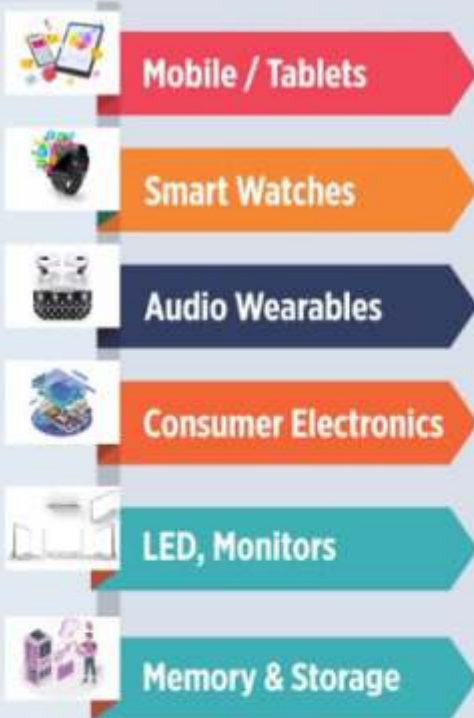 Mobile / Tablets
Smart Watches
Audio Wearables
Consumer Electronics
LED, Monitors
Memory & Storage